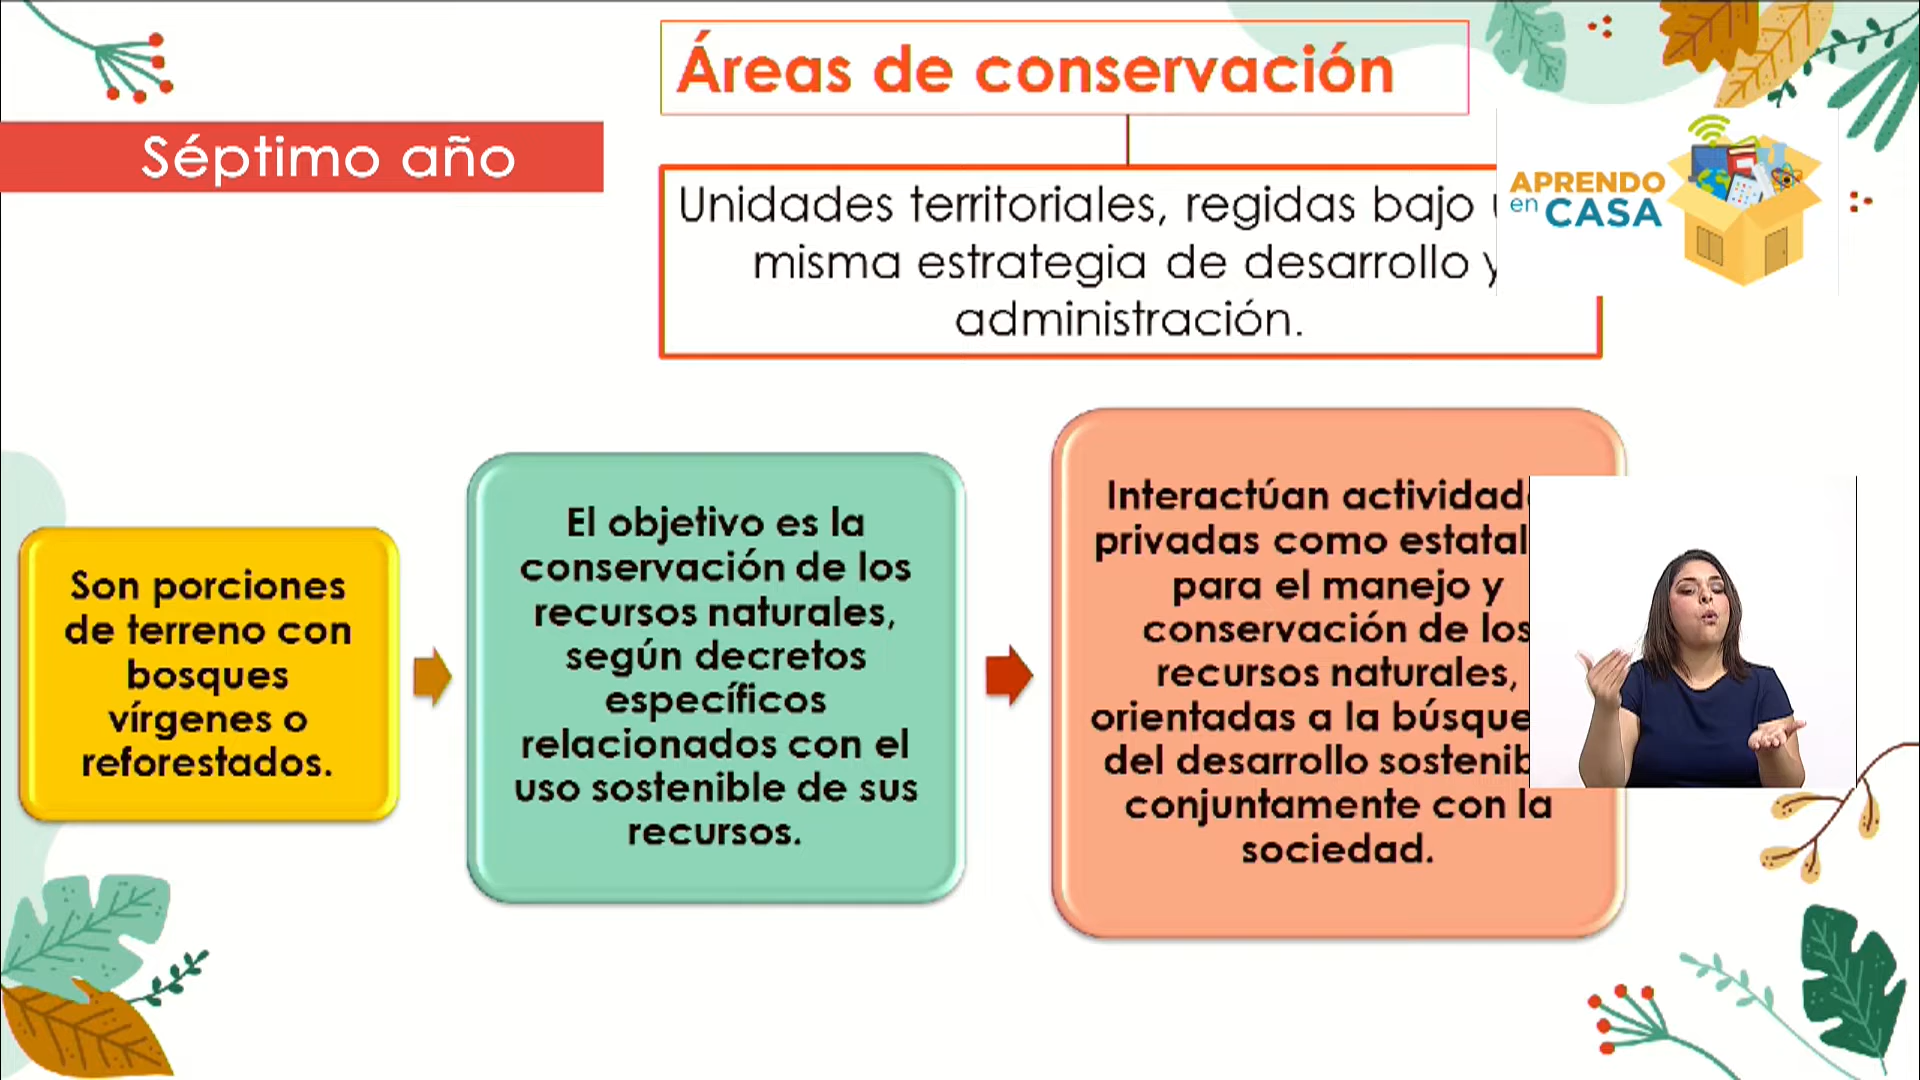 Áreas de conservación
Séptimo año
Unidades territoriales, regidas bajo
misma estrategia de desarrollo y
administración.
APRENDO
en CASA
Son porciones
de terreno con
bosques
vírgenes o
reforestados.
El objetivo es la
conservación de los
recursos naturales,
según decretos
específicos
relacionados con el
uso sostenible de sus
recursos.
Interactúan
privadas como
para el manejo y
conservación de los
recursos naturales,
orientadas a la
del desarrollo
conjuntamente con la
sociedad.